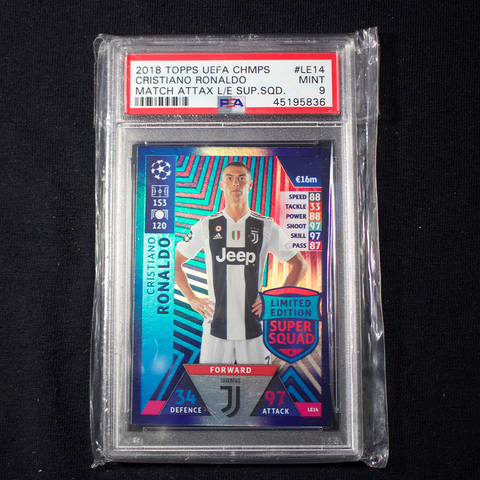 2018 TOPPS UEFA CHMPS #LE14
CRISTIANO RONALDO MINT
MATCH ATTAX L/E SUP.SQD. 9
PSA 45195836
€16m
153
120
SPEED 88
TACKLE 33
POWER 88
SHOOT 97
SKILL 97
PASS 87
CRISTIANO
RONALDO
Jeep
LIMITED
EDITION
SUPER
SQUAD
FORWARD
JUVENTUS
34
DEFENCE
97
ATTACK
LE14